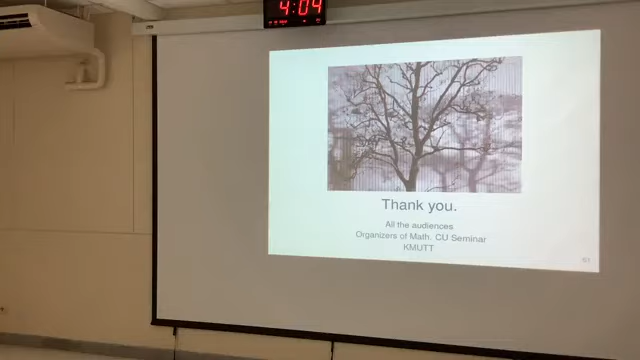 4:04
Thank you.
All the audiences
Organizers of Math. CU Seminar
KMUTT